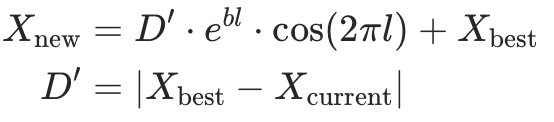 X_new = D′ · e^{bl} · cos(2πl) + X_best
D′ = |X_best − X_current|